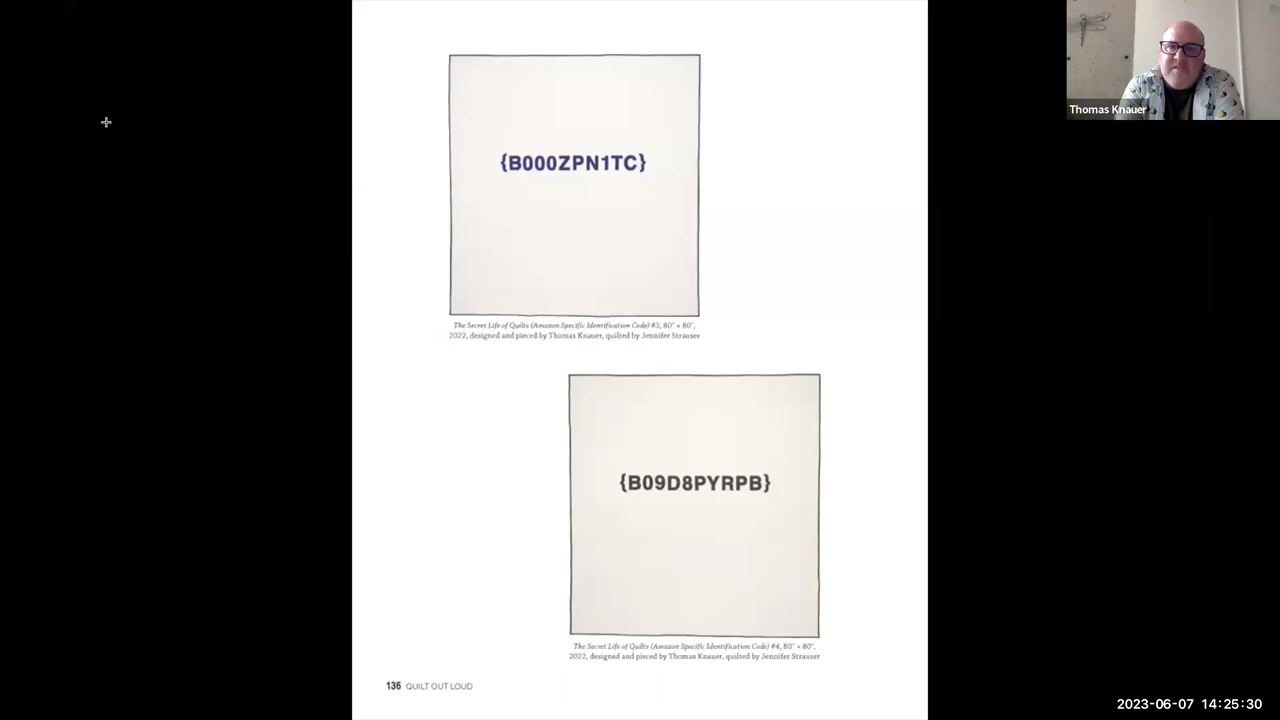 Thomas Knauer
{B000ZPN1TC}
The Secret Life of Quilts (Amazon Specific Identification Code) #3, 80" × 80",
2022, designed and pieced by Thomas Knauer, quilted by Jennifer Strauser
{B09D8PYRPB}
The Secret Life of Quilts (Amazon Specific Identification Code) #4, 80" × 80",
2022, designed and pieced by Thomas Knauer, quilted by Jennifer Strauser
136 QUILT OUT LOUD
2023-06-07 14:25:30